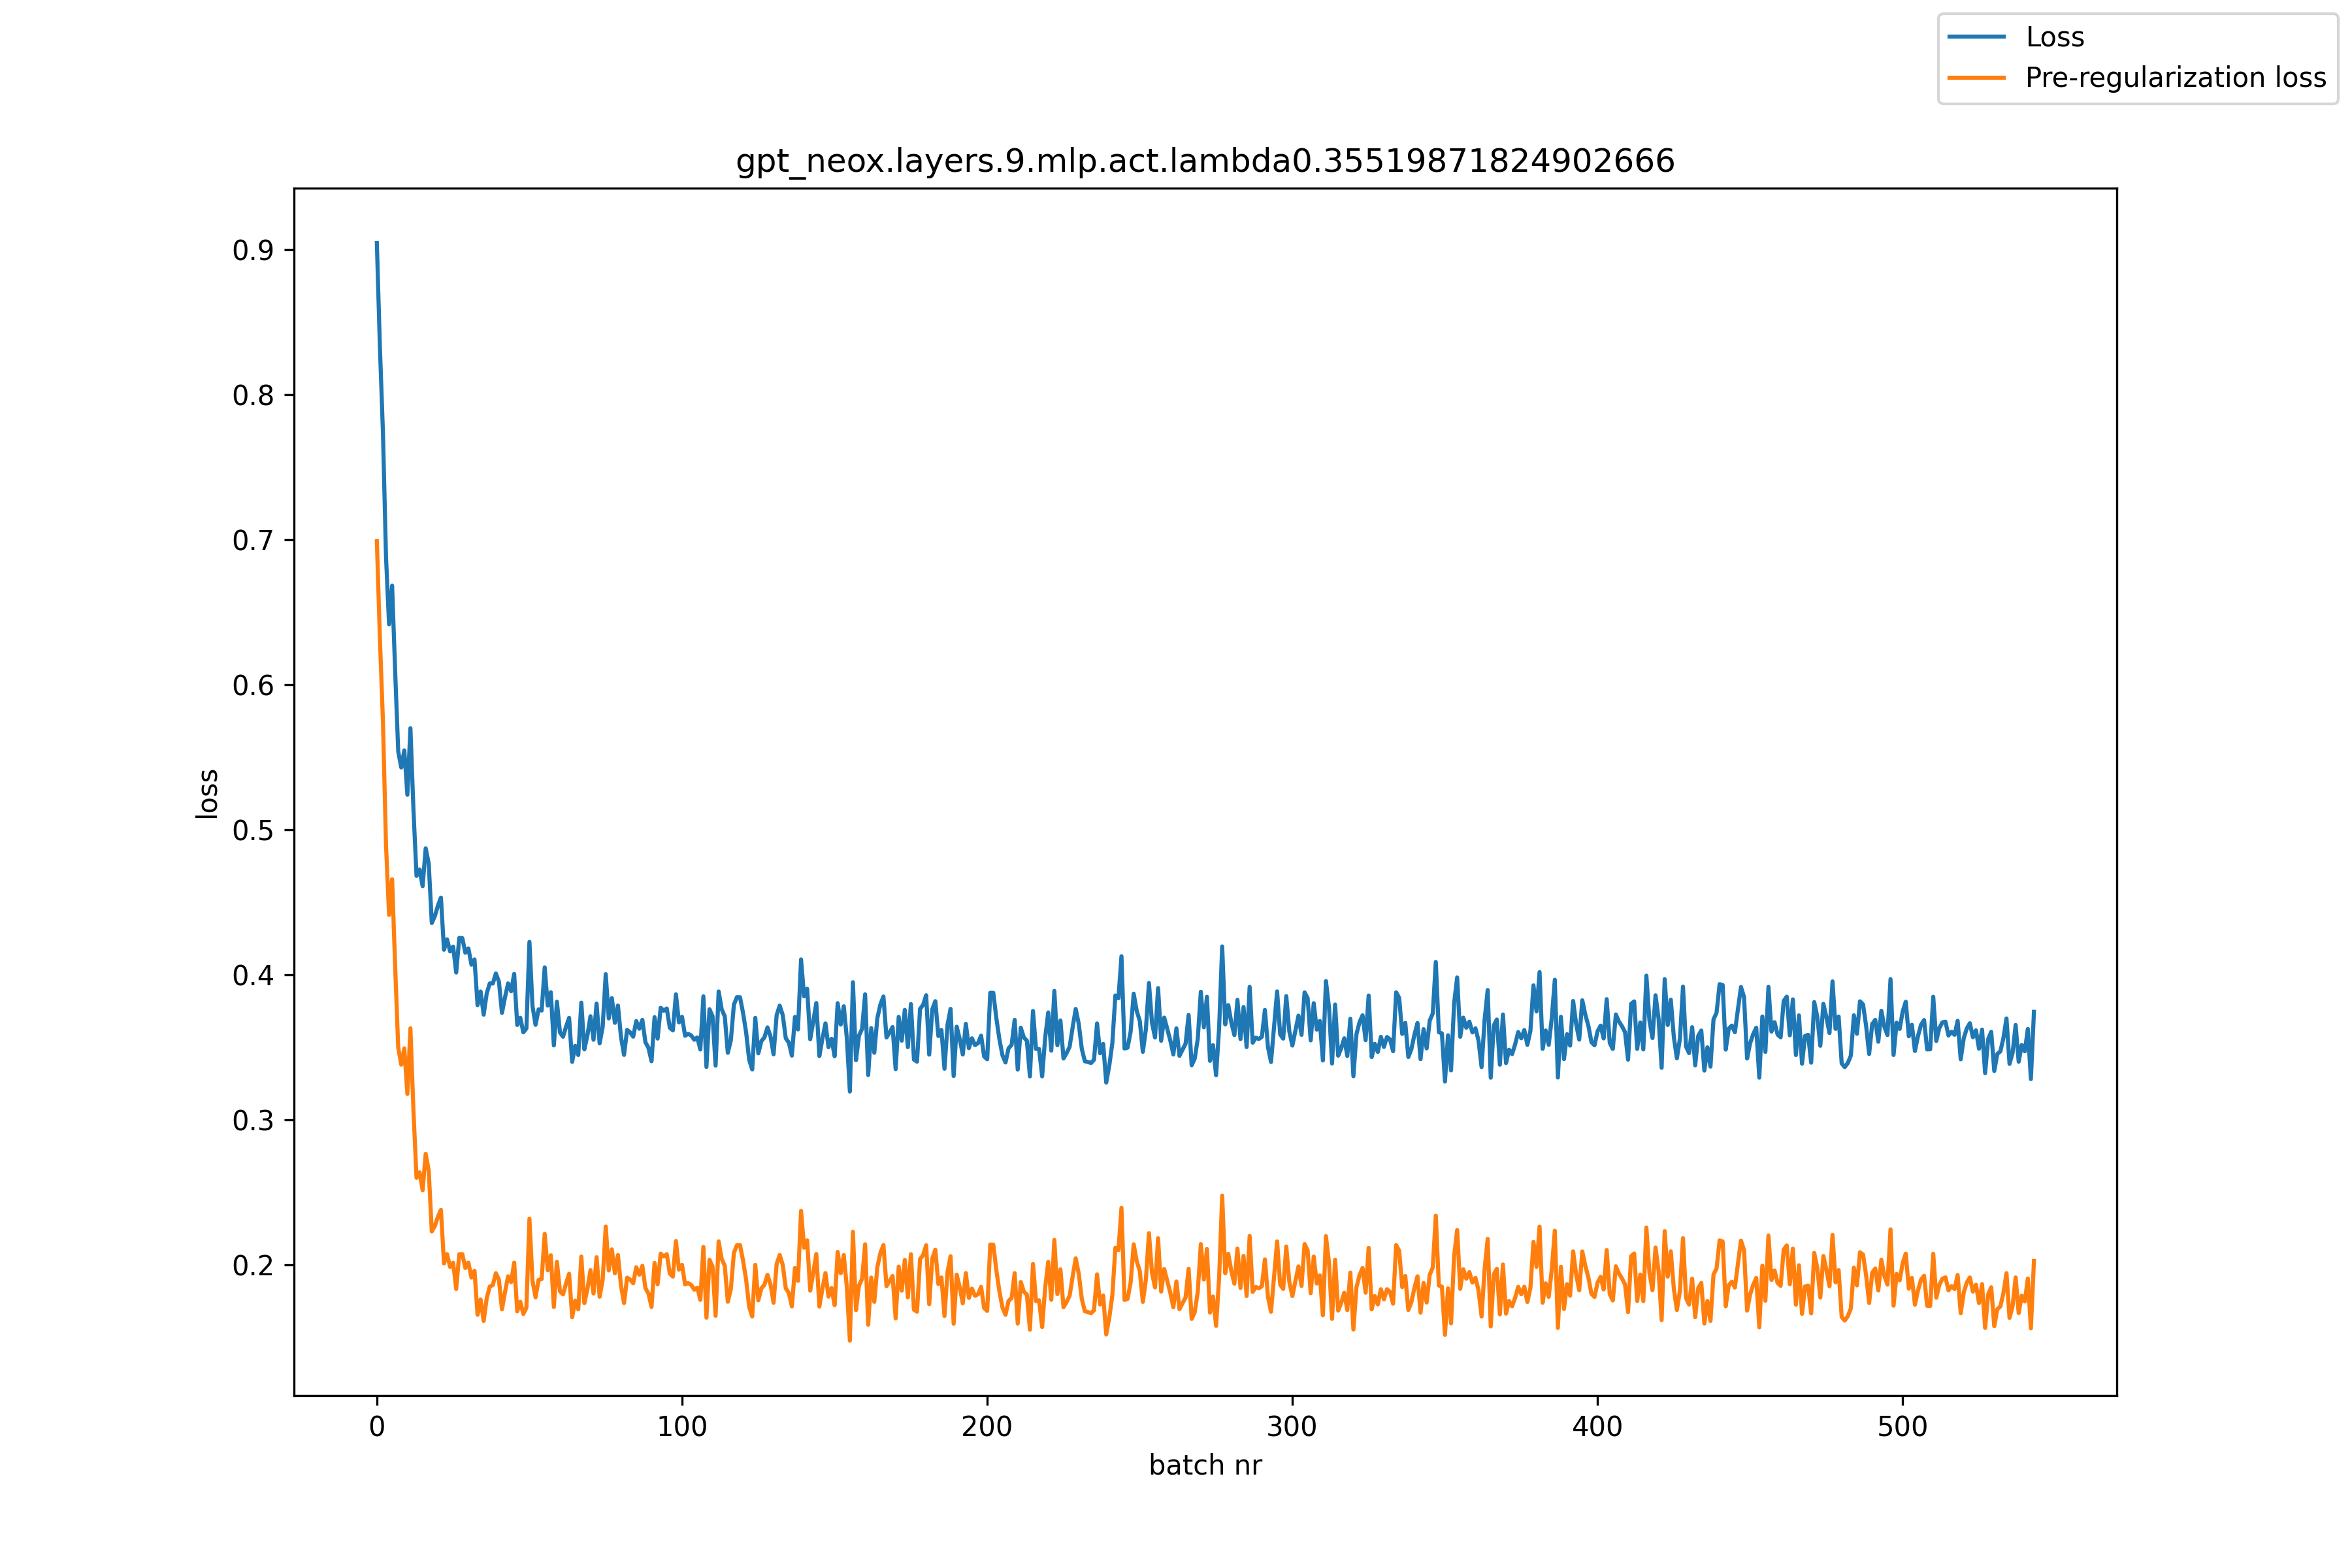 Loss
Pre-regularization loss
gpt_neox.layers.9.mlp.act.lambda0.35519871824902666
0.9
0.8
0.7
0.6
0.5
0.4
0.3
0.2
loss
0 100 200 300 400 500
batch nr